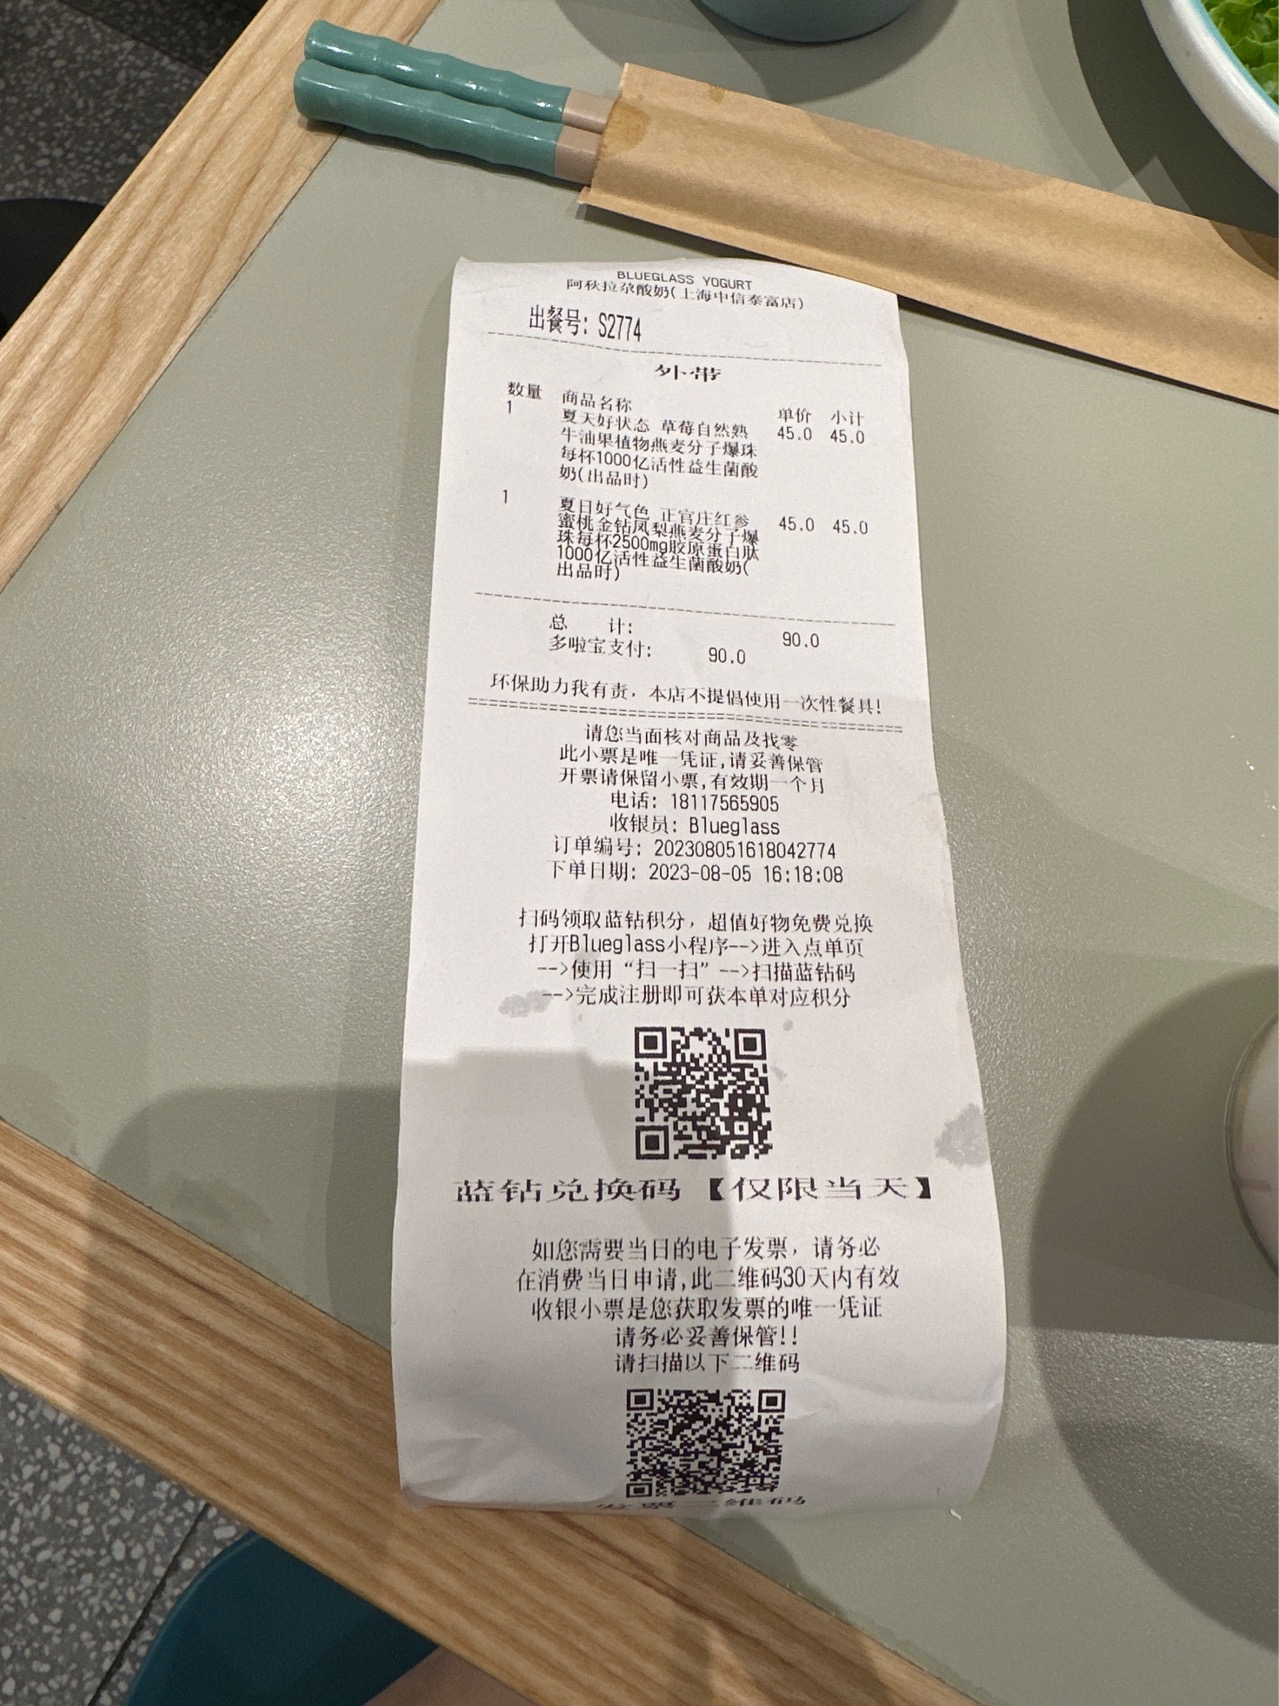 BLUEGLASS YOGURT
阿秋拉尕酸奶(上海中信泰富店)
出餐号: S2774
外带
数量 商品名称 单价 小计
1 夏天好状态 草莓自然熟 45.0 45.0
牛油果植物燕麦分子爆珠
每杯1000亿活性益生菌酸
奶(出品时)
1 夏日好气色 正官庄红参 45.0 45.0
蜜桃金钻凤梨燕麦分子爆
珠每杯2500mg胶原蛋白肽
1000亿活性益生菌酸奶(
出品时)
总 计: 90.0
多啦宝支付: 90.0
环保助力我有责，本店不提倡使用一次性餐具!
请您当面核对商品及找零
此小票是唯一凭证,请妥善保管
开票请保留小票,有效期一个月
电话: 18117565905
收银员: Blueglass
订单编号: 202308051618042774
下单日期: 2023-08-05 16:18:08
扫码领取蓝钻积分，超值好物免费兑换
打开Blueglass小程序-->进入点单页
-->使用“扫一扫”-->扫描蓝钻码
-->完成注册即可获本单对应积分
蓝钻兑换码【仅限当天】
如您需要当日的电子发票，请务必
在消费当日申请,此二维码30天内有效
收银小票是您获取发票的唯一凭证
请务必妥善保管!!
请扫描以下二维码
发票二维码